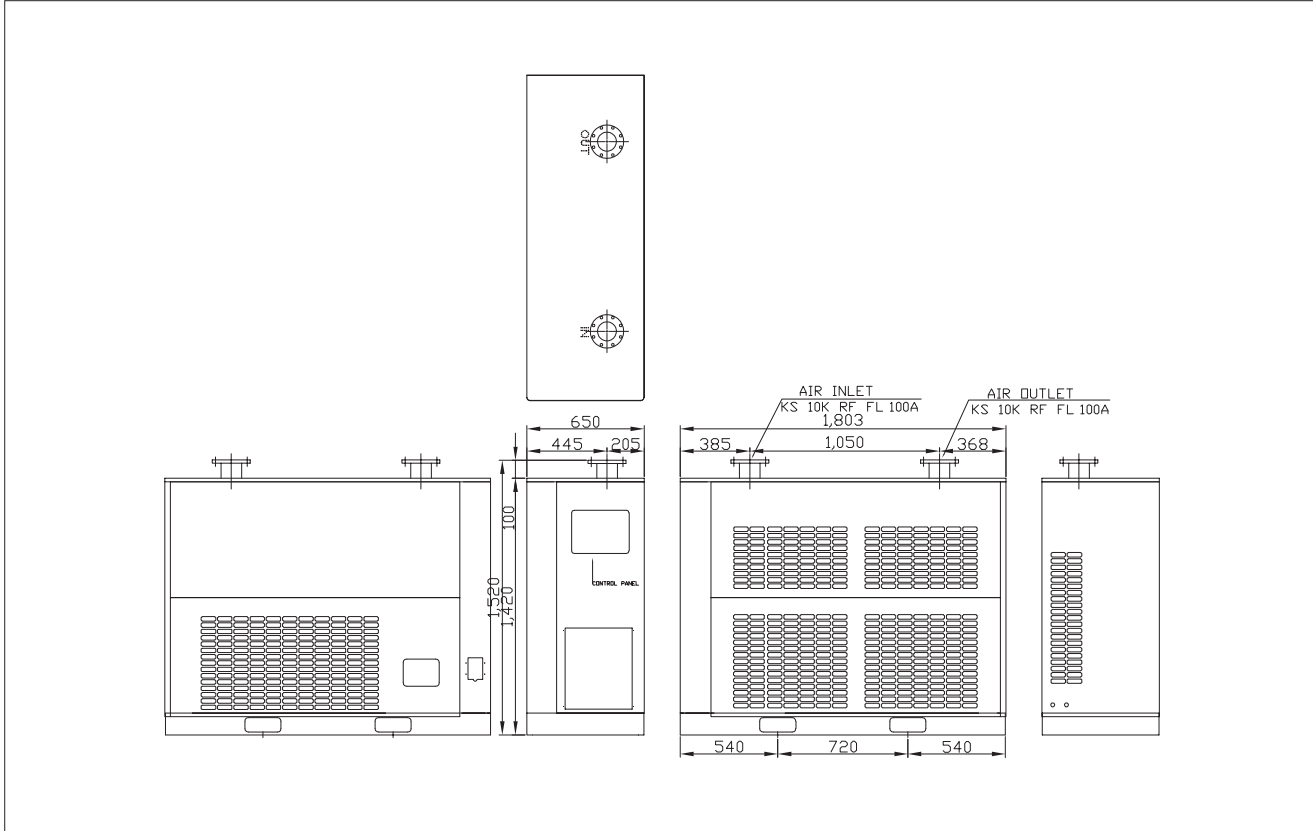 OUT
IN
AIR INLET
KS 10K RF FL 100A
AIR OUTLET
KS 10K RF FL 100A
650
445
205
1,803
385
1,050
368
100
1,520
1,420
CONTROL PANEL
540
720
540